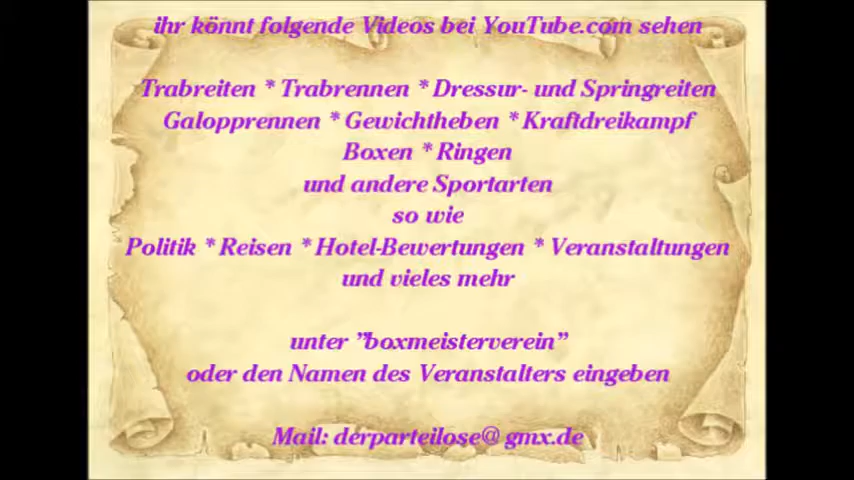 ihr könnt folgende Videos bei YouTube.com sehen
Trabreiten * Trabrennen * Dressur- und Springreiten
Galopprennen * Gewichtheben * Kraftdreikampf
Boxen * Ringen
und andere Sportarten
so wie
Politik * Reisen * Hotel-Bewertungen * Veranstaltungen
und vieles mehr
unter "boxmeisterverein"
oder den Namen des Veranstalters eingeben
Mail: derparteilose@gmx.de